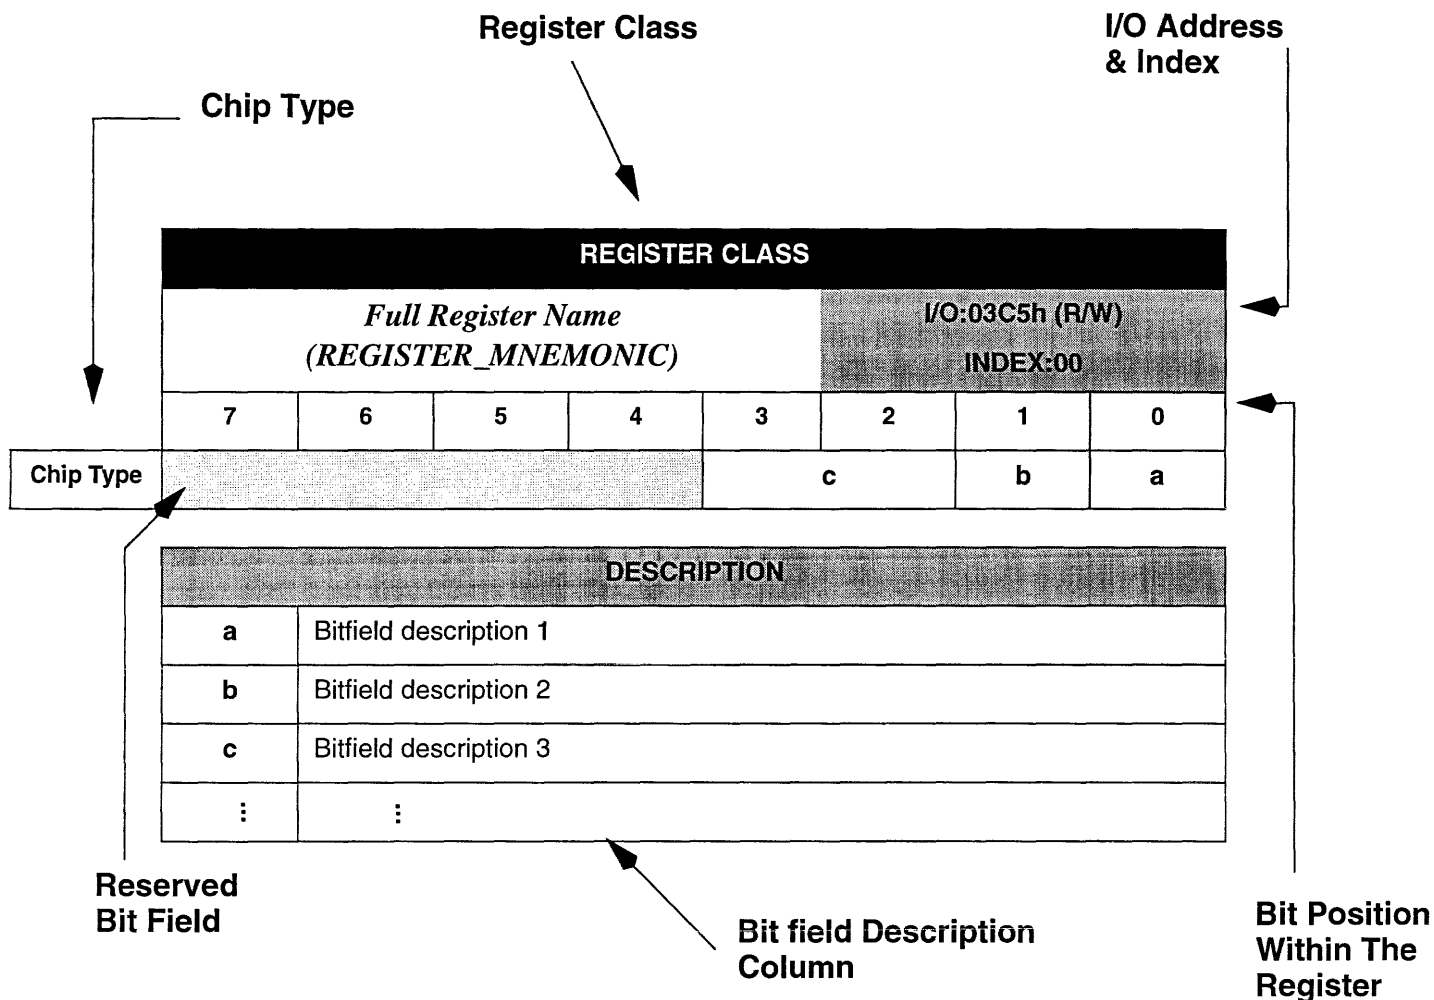 Register Class
I/O Address
& Index
Chip Type
REGISTER CLASS
Full Register Name
(REGISTER_MNEMONIC)
I/O:03C5h (R/W)
INDEX:00
7 6 5 4 3 2 1 0
Chip Type c b a
DESCRIPTION
a Bitfield description 1
b Bitfield description 2
c Bitfield description 3
⋮ ⋮
Reserved
Bit Field
Bit field Description
Column
Bit Position
Within The
Register